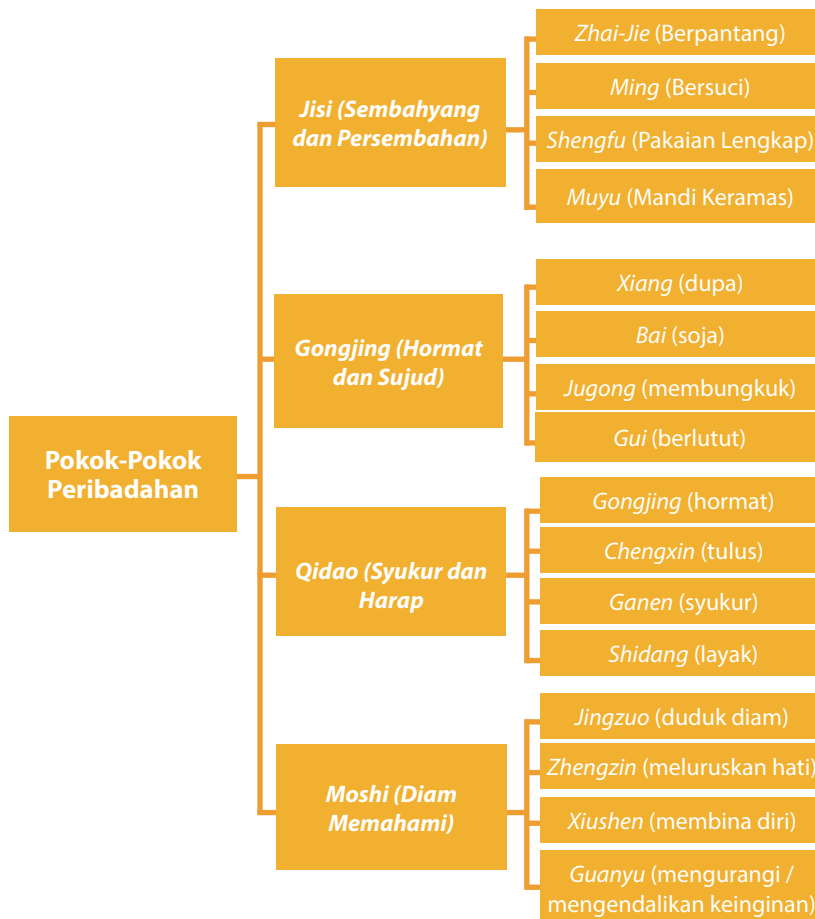 Pokok-Pokok
Peribadahan
Jisi (Sembahyang
dan Persembahan)
Zhai-Jie (Berpantang)
Ming (Bersuci)
Shengfu (Pakaian Lengkap)
Muyu (Mandi Keramas)
Gongjing (Hormat
dan Sujud)
Xiang (dupa)
Bai (soja)
Jugong (membungkuk)
Gui (berlutut)
Qidao (Syukur dan
Harap
Gongjing (hormat)
Chengxin (tulus)
Ganen (syukur)
Shidang (layak)
Moshi (Diam
Memahami)
Jingzuo (duduk diam)
Zhengzin (meluruskan hati)
Xiushen (membina diri)
Guanyu (mengurangi /
mengendalikan keinginan)